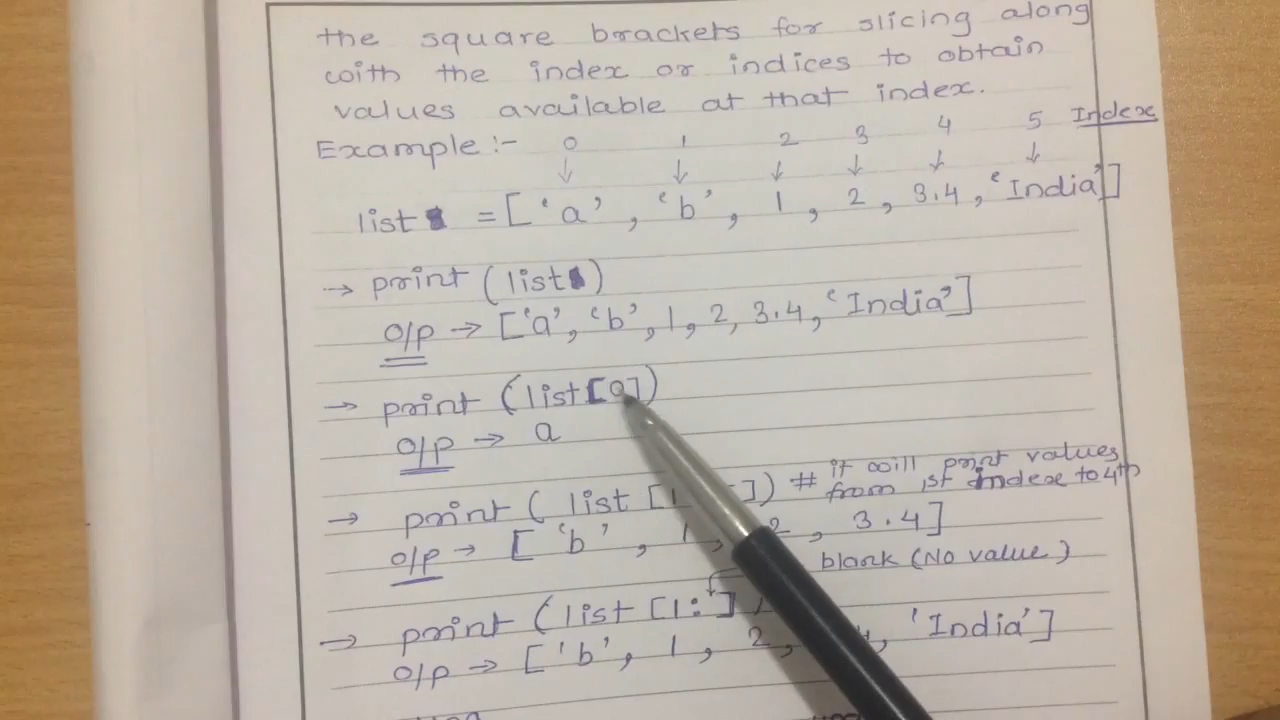 the square brackets for slicing along
with the index or indices to obtain
values available at that index.
0 1 2 3 4 5 Index
Example :-
↓ ↓ ↓ ↓ ↓ ↓
list = ['a', 'b', 1, 2, 3.4, 'India']
→ print (list)
O/P → ['a', 'b', 1, 2, 3.4, 'India']
→ print (list[0])
O/P → a
→ print ( list [1 ]) # it will print values
from 1st Index to 4th
O/P → [ 'b' , 1, 2 , 3.4]
blank (No value)
→ print (list [1:]
O/P → ['b', 1, 2, , 'India']